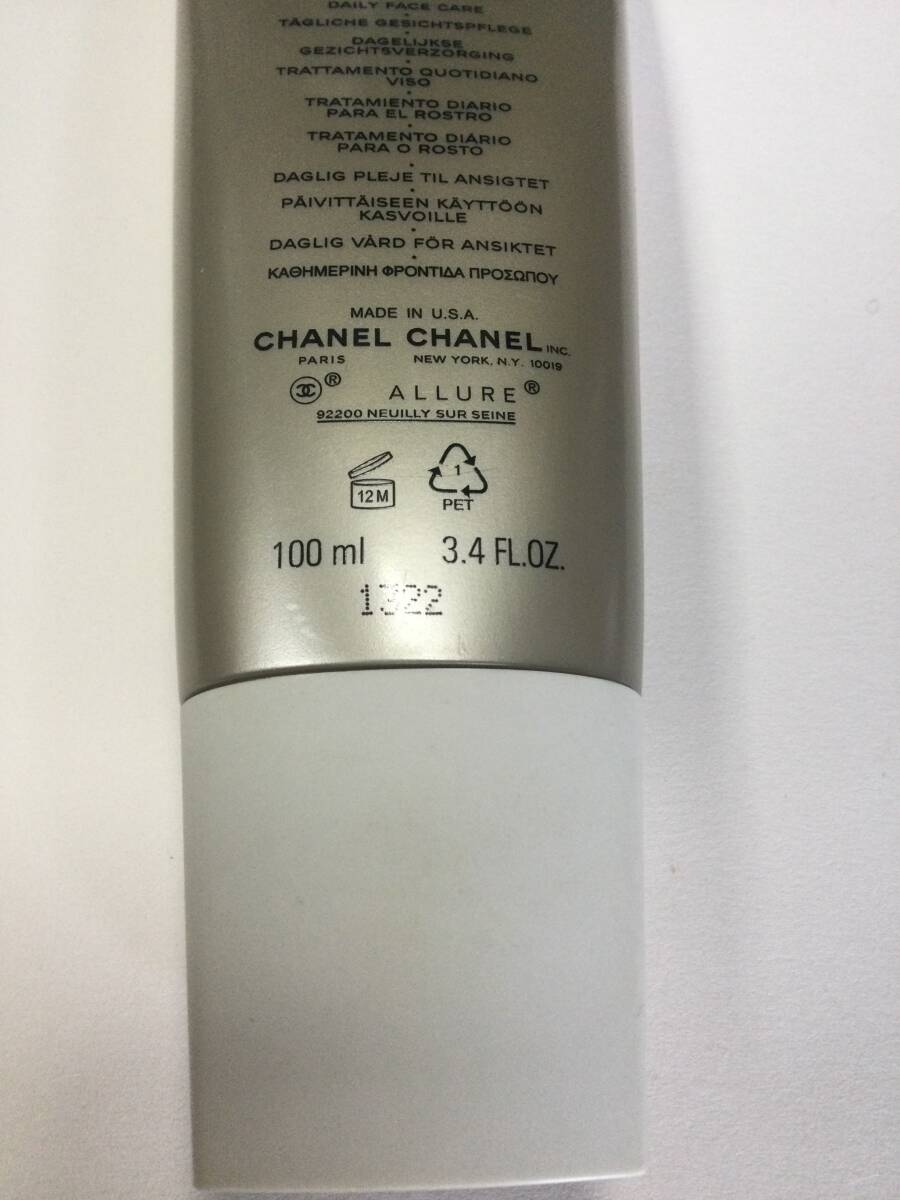 DAILY FACE CARE
•
TÄGLICHE GESICHTSPFLEGE
•
DAGELIJKSE
GEZICHTSVERZORGING
•
TRATTAMENTO QUOTIDIANO
VISO
•
TRATAMIENTO DIARIO
PARA EL ROSTRO
•
TRATAMENTO DIÁRIO
PARA O ROSTO
•
DAGLIG PLEJE TIL ANSIGTET
•
PÄIVITTÄISEEN KÄYTTÖÖN
KASVOILLE
•
DAGLIG VÅRD FÖR ANSIKTET
•
ΚΑΘΗΜΕΡΙΝΗ ΦΡΟΝΤΙΔΑ ΠΡΟΣΩΠΟΥ
MADE IN U.S.A.
CHANEL CHANEL INC.
PARIS NEW YORK, N.Y. 10019
® ALLURE®
92200 NEUILLY SUR SEINE
12 M
1
PET
100 ml 3.4 FL.OZ.
1322